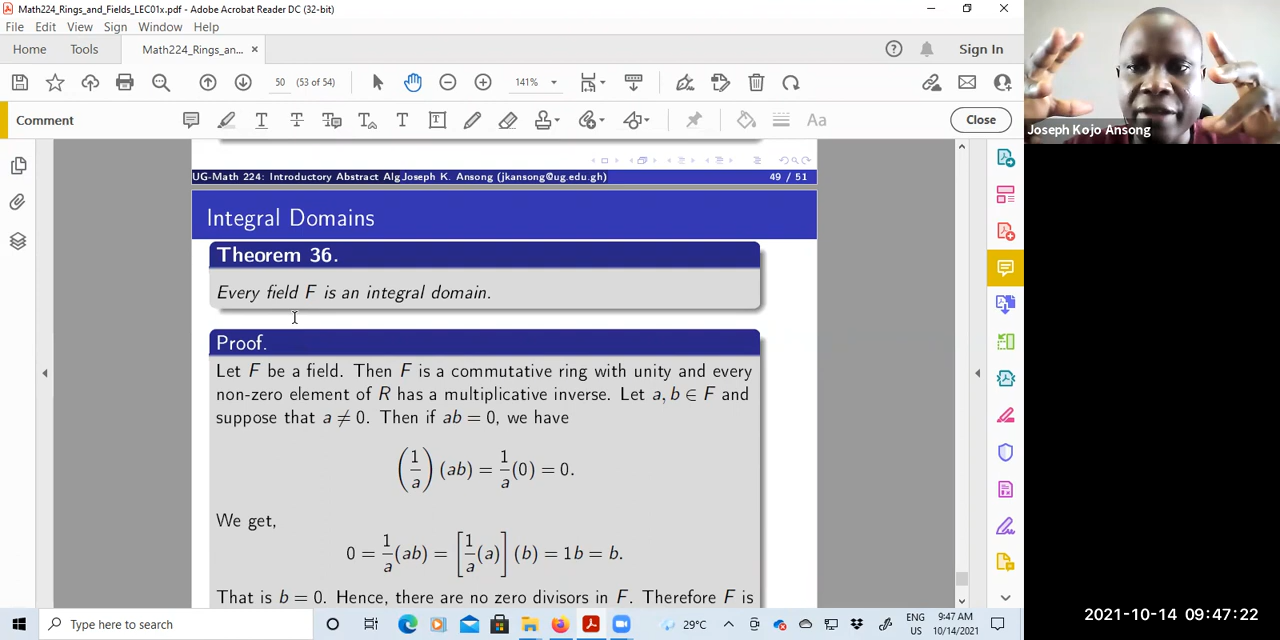 Math224_Rings_and_Fields_LEC01x.pdf - Adobe Acrobat Reader DC (32-bit)
File Edit View Sign Window Help
Home Tools Math224_Rings_an... × Sign In
50 (53 of 54) 141%
Comment Close
UG-Math 224: Introductory Abstract Alg Joseph K. Ansong (jkansong@ug.edu.gh) 49 / 51
Integral Domains
Theorem 36.
Every field F is an integral domain.
Proof.
Let F be a field. Then F is a commutative ring with unity and every
non-zero element of R has a multiplicative inverse. Let a, b ∈ F and
suppose that a ≠ 0. Then if ab = 0, we have
(1/a)(ab) = 1/a(0) = 0.
We get,
0 = 1/a(ab) = [1/a(a)](b) = 1b = b.
That is b = 0. Hence, there are no zero divisors in F. Therefore F is
Joseph Kojo Ansong
2021-10-14 09:47:22
Type here to search
29°C
ENG
US
9:47 AM
10/14/2021